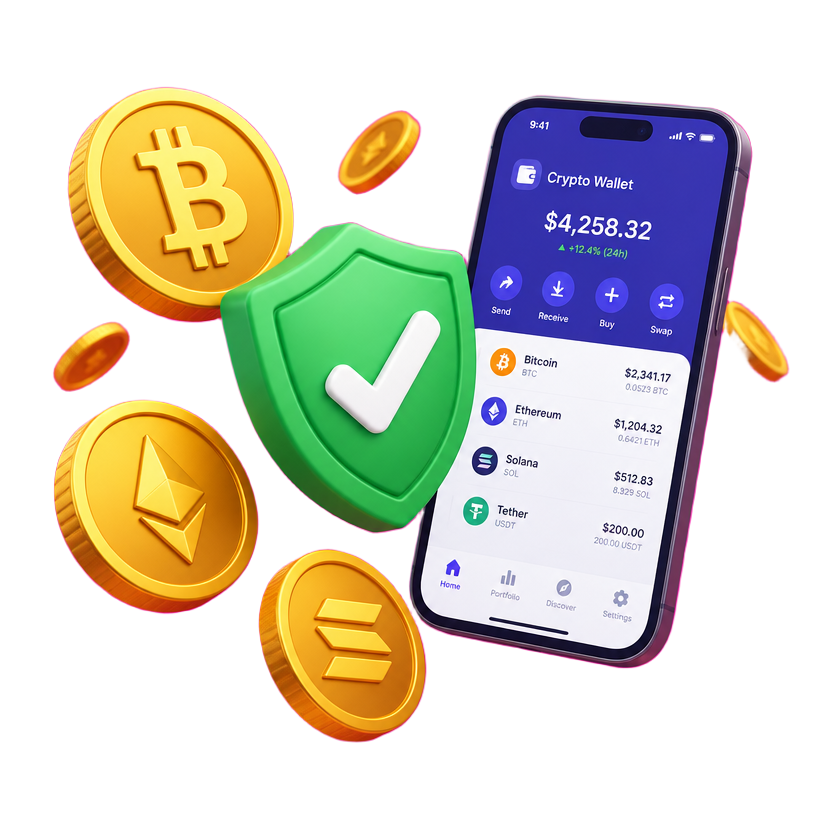 9:41
Crypto Wallet
$4,258.32
▲ +12.4% (24h)
Send Receive Buy Swap
Bitcoin $2,341.17
BTC 0.0523 BTC
Ethereum $1,204.32
ETH 0.6421 ETH
Solana $512.83
SOL 8.329 SOL
Tether $200.00
USDT 200.00 USDT
Home Portfolio Discover Settings